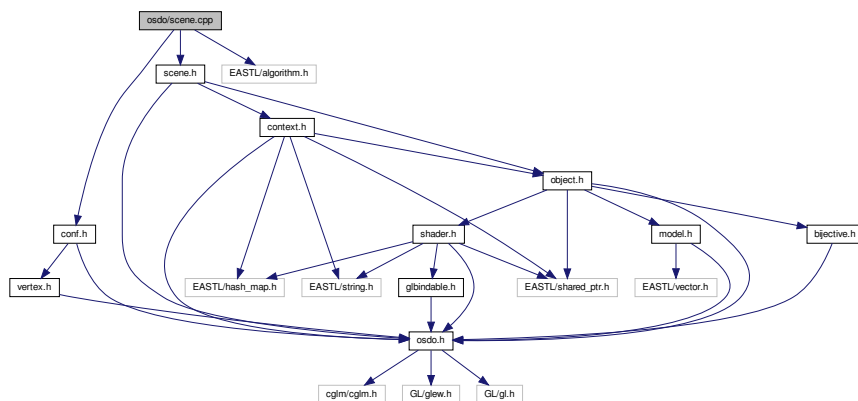 osdo/scene.cpp
scene.h
EASTL/algorithm.h
context.h
object.h
conf.h
shader.h
model.h
bijective.h
vertex.h
EASTL/hash_map.h
EASTL/string.h
glbindable.h
EASTL/shared_ptr.h
EASTL/vector.h
osdo.h
cglm/cglm.h
GL/glew.h
GL/gl.h